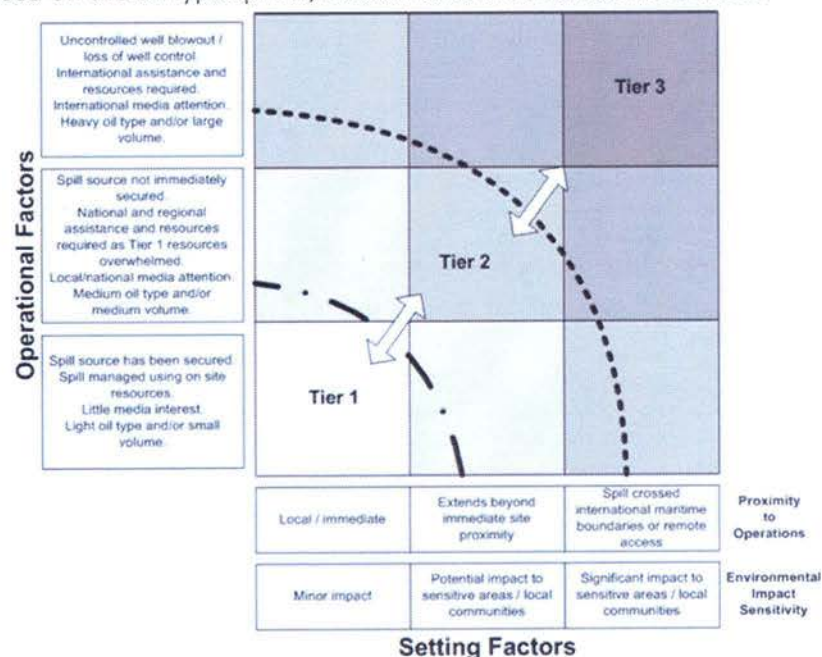 Uncontrolled well blowout /
loss of well control.
International assistance and
resources required.
International media attention.
Heavy oil type and/or large
volume.
Tier 3
Operational Factors
Spill source not immediately
secured.
National and regional
assistance and resources
required as Tier 1 resources
overwhelmed.
Local/national media attention.
Medium oil type and/or
medium volume.
Tier 2
Spill source has been secured.
Spill managed using on site
resources.
Little media interest.
Light oil type and/or small
volume.
Tier 1
Local / immediate
Extends beyond
immediate site
proximity
Spill crossed
international maritime
boundaries or remote
access
Proximity
to
Operations
Minor impact
Potential impact to
sensitive areas / local
communities
Significant impact to
sensitive areas / local
communities
Environmental
Impact
Sensitivity
Setting Factors